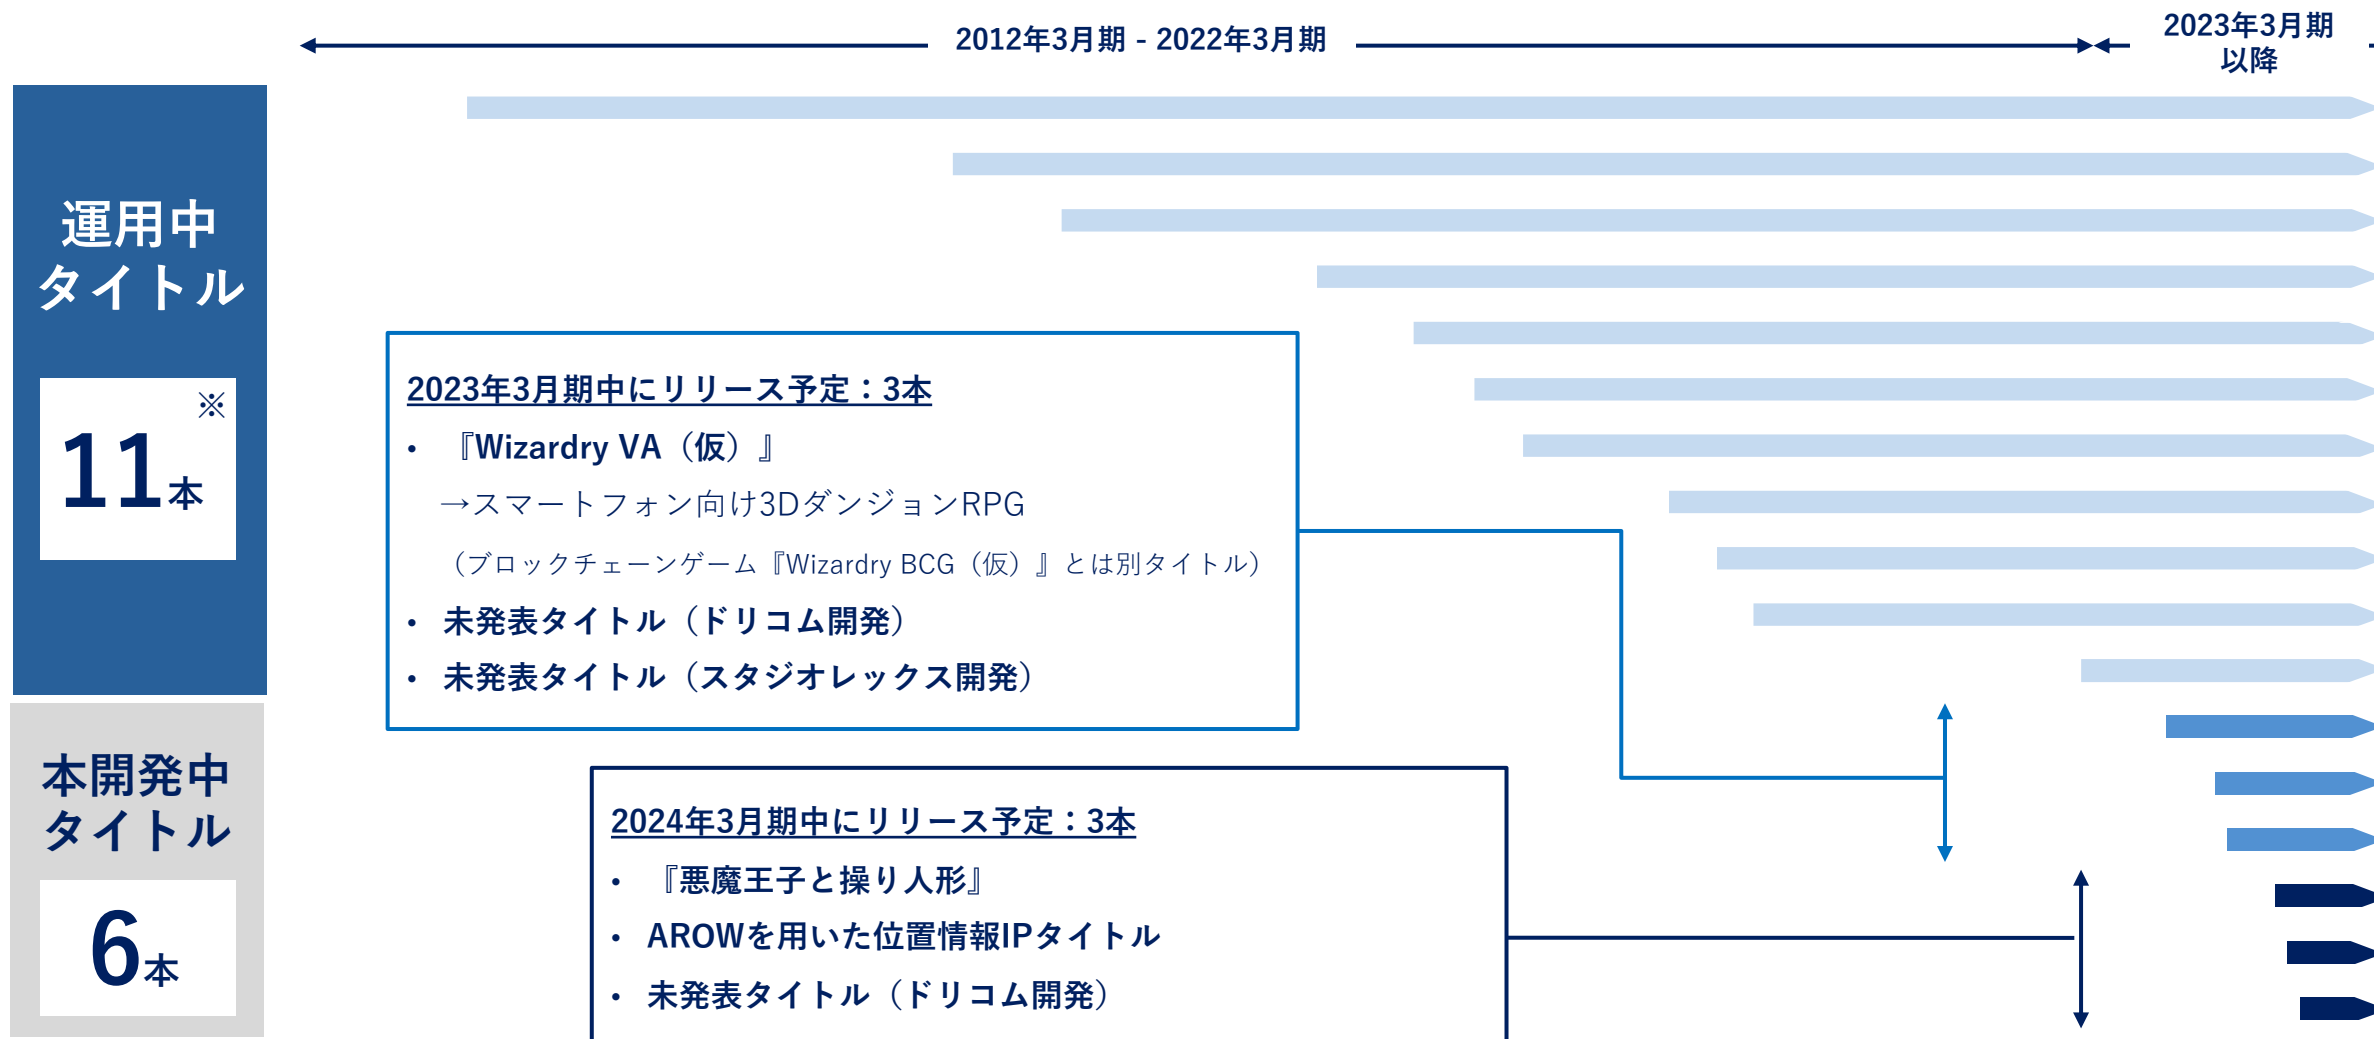 2012年3月期 - 2022年3月期
2023年3月期
以降
運用中
タイトル
※
11本
2023年3月期中にリリース予定：3本
• 『Wizardry VA（仮）』
→スマートフォン向け3DダンジョンRPG
（ブロックチェーンゲーム『Wizardry BCG（仮）』とは別タイトル）
• 未発表タイトル（ドリコム開発）
• 未発表タイトル（スタジオレックス開発）
本開発中
タイトル
6本
2024年3月期中にリリース予定：3本
• 『悪魔王子と操り人形』
• AROWを用いた位置情報IPタイトル
• 未発表タイトル（ドリコム開発）